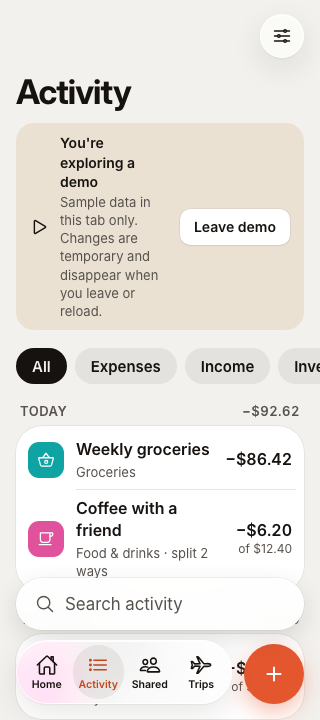 Activity
You're
exploring a
demo
Sample data in
this tab only.
Changes are
temporary and
disappear when
you leave or
reload.
Leave demo
All
Expenses
Income
TODAY
−$92.62
Weekly groceries
Groceries
−$86.42
Coffee with a
friend
Food & drinks · split 2
ways
−$6.20
of $12.40
Search activity
Home
Activity
Shared
Trips